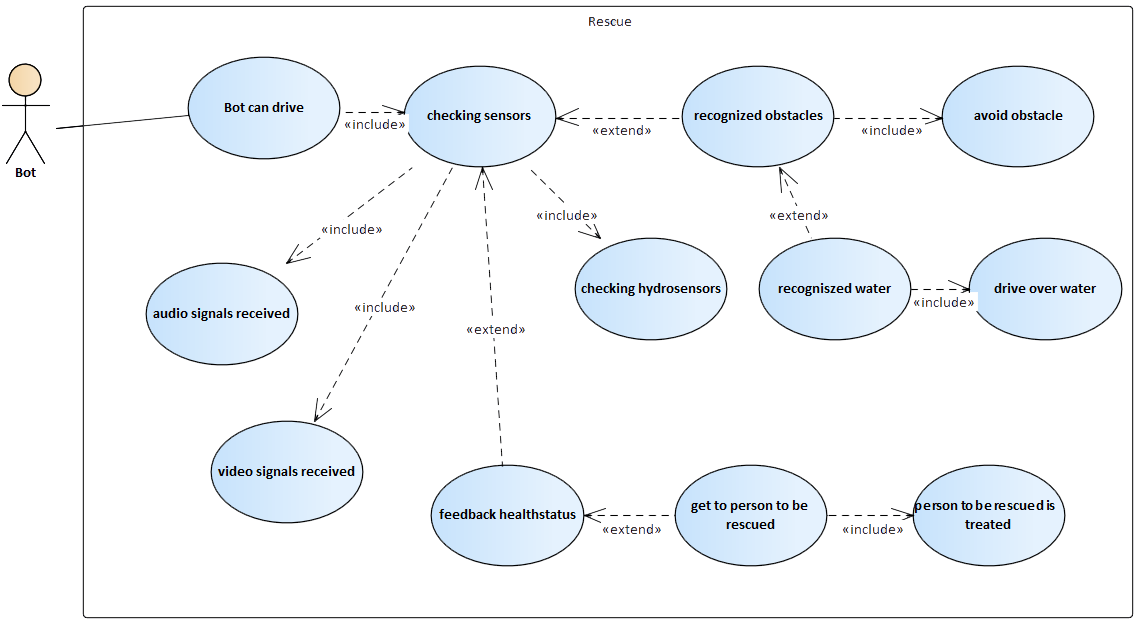 Rescue
Bot
Bot can drive
«include»
checking sensors
«extend»
recognized obstacles
«include»
avoid obstacle
«include»
«include»
«extend»
audio signals received
«include»
checking hydrosensors
recogniszed water
«include»
drive over water
«extend»
video signals received
feedback healthstatus
«extend»
get to person to be
rescued
«include»
person to be rescued is
treated